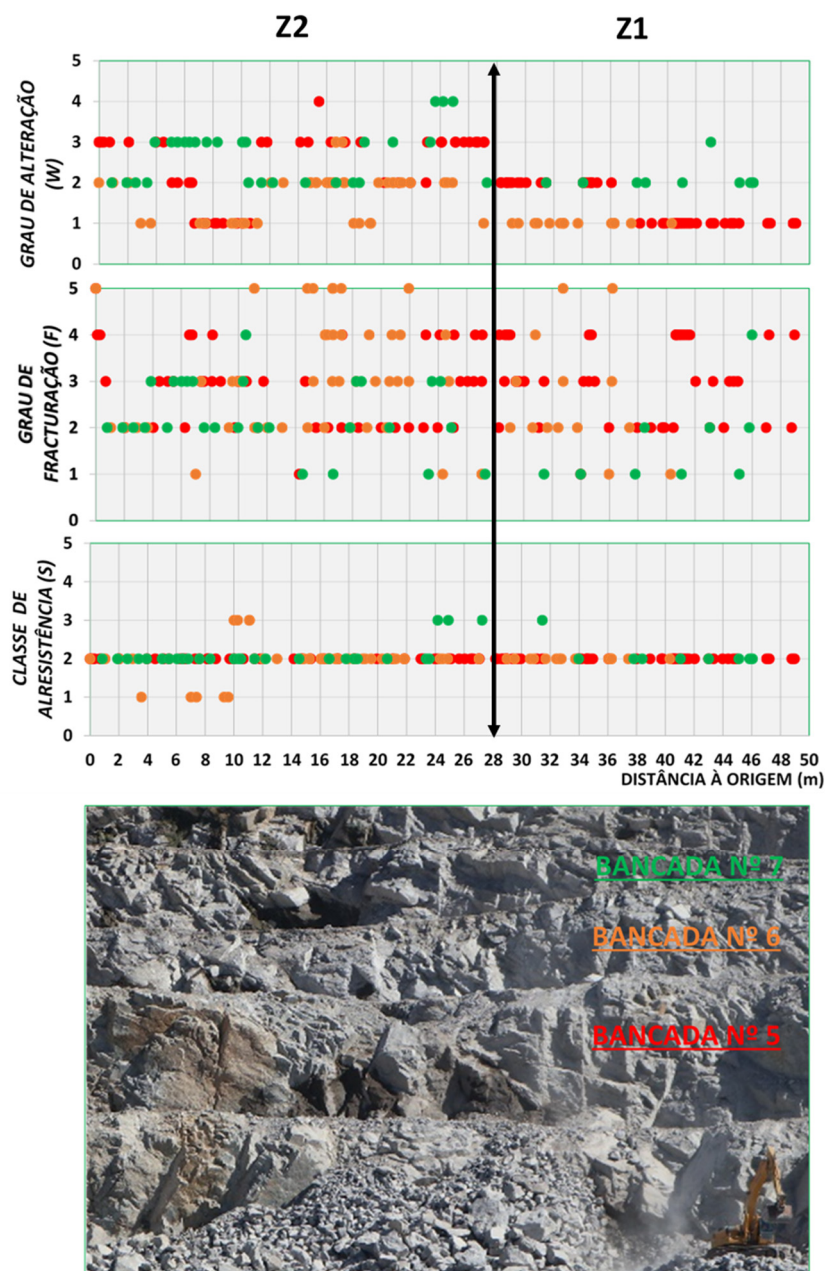 Z2 Z1
GRAU DE ALTERAÇÃO
(W)
5
4
3
2
1
0
GRAU DE
FRACTURAÇÃO (F)
5
4
3
2
1
0
CLASSE DE
ALRESISTÊNCIA (S)
5
4
3
2
1
0
0 2 4 6 8 10 12 14 16 18 20 22 24 26 28 30 32 34 36 38 40 42 44 46 48 50
DISTÂNCIA À ORIGEM (m)
BANCADA Nº 7
BANCADA Nº 6
BANCADA Nº 5